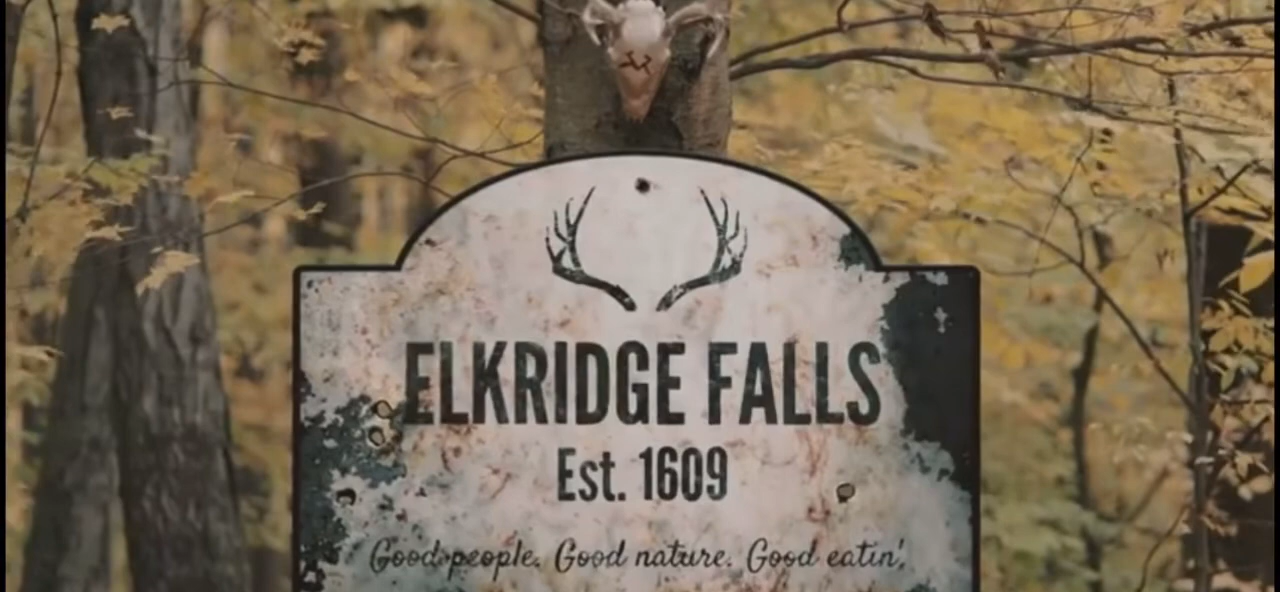 ELKRIDGE FALLS
Est. 1609
Good people. Good nature. Good eatin'.